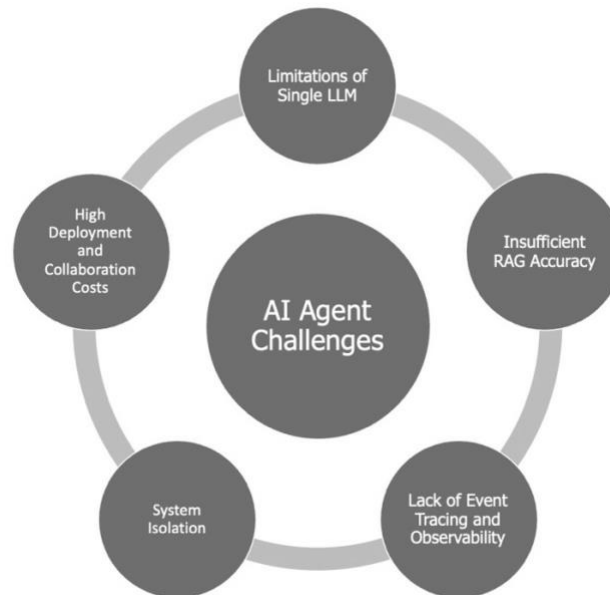 Limitations of
Single LLM
Insufficient
RAG Accuracy
Lack of Event
Tracing and
Observability
System
Isolation
High
Deployment
and
Collaboration
Costs
AI Agent
Challenges